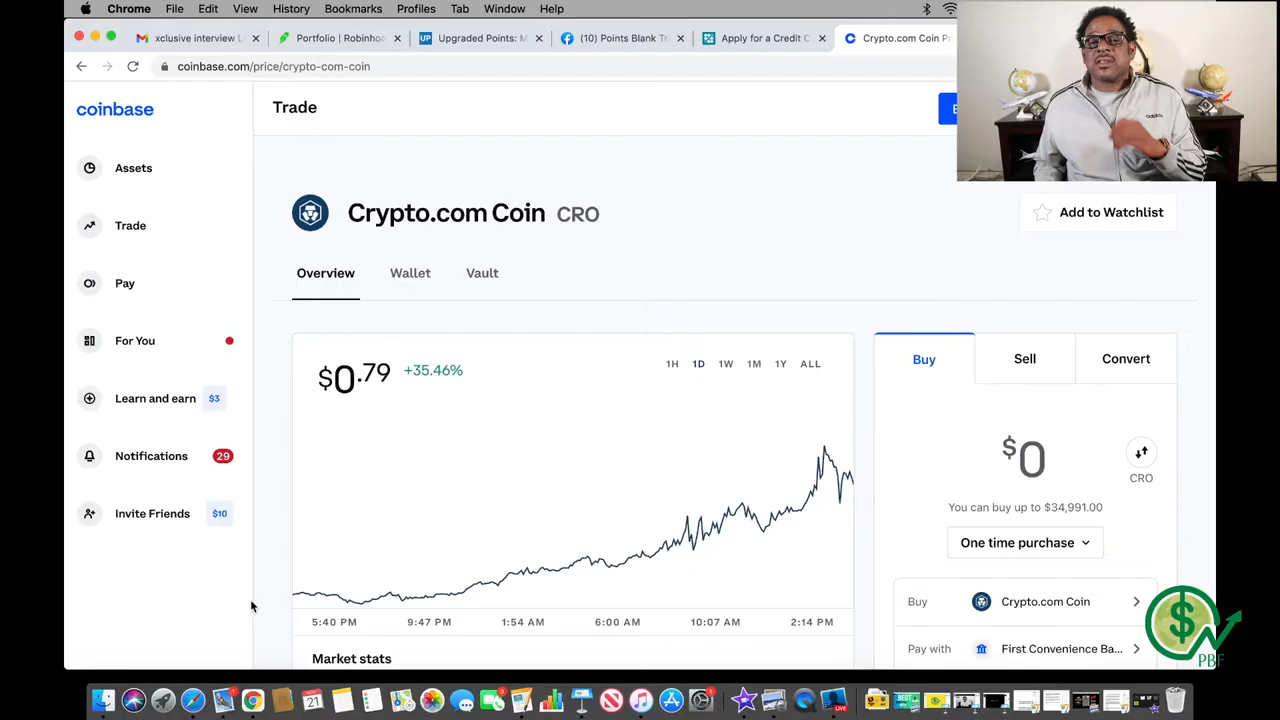 Chrome File Edit View History Bookmarks Profiles Tab Window Help
xclusive interview L Portfolio | Robinhoo Upgraded Points: M (10) Points Blank Tr Apply for a Credit C Crypto.com Coin P
coinbase.com/price/crypto-com-coin
coinbase
Trade
Assets
Trade
Pay
For You
Learn and earn $3
Notifications 29
Invite Friends $10
Crypto.com Coin CRO
Add to Watchlist
Overview Wallet Vault
$0.79 +35.46%
1H 1D 1W 1M 1Y ALL
5:40 PM 9:47 PM 1:54 AM 6:00 AM 10:07 AM 2:14 PM
Market stats
Buy Sell Convert
$0
CRO
You can buy up to $34,991.00
One time purchase
Buy Crypto.com Coin
Pay with First Convenience Ba...
adidas
$
PBF